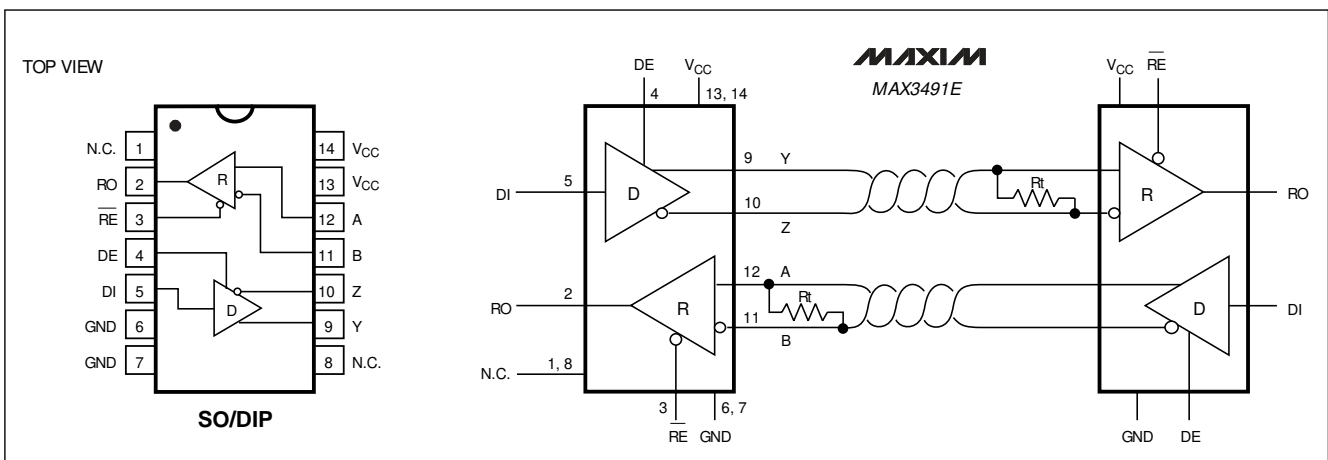 TOP VIEW
N.C. 1
RO 2
RE 3
DE 4
DI 5
GND 6
GND 7
14 VCC
13 VCC
12 A
11 B
10 Z
9 Y
8 N.C.
R
D
SO/DIP
MAXIM
MAX3491E
DE
4
VCC
13, 14
DI
5
D
9 Y
10
Z
Rt
RO
2
R
12 A
11
B
Rt
N.C.
1, 8
3
RE
6, 7
GND
VCC
RE
R
RO
D
DI
GND
DE